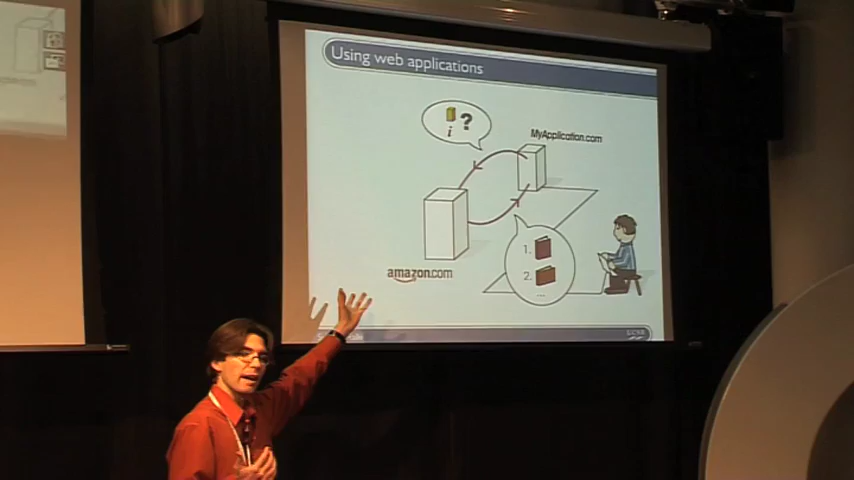 Using web applications
i ?
MyApplication.com
1.
2.
...
amazon.com